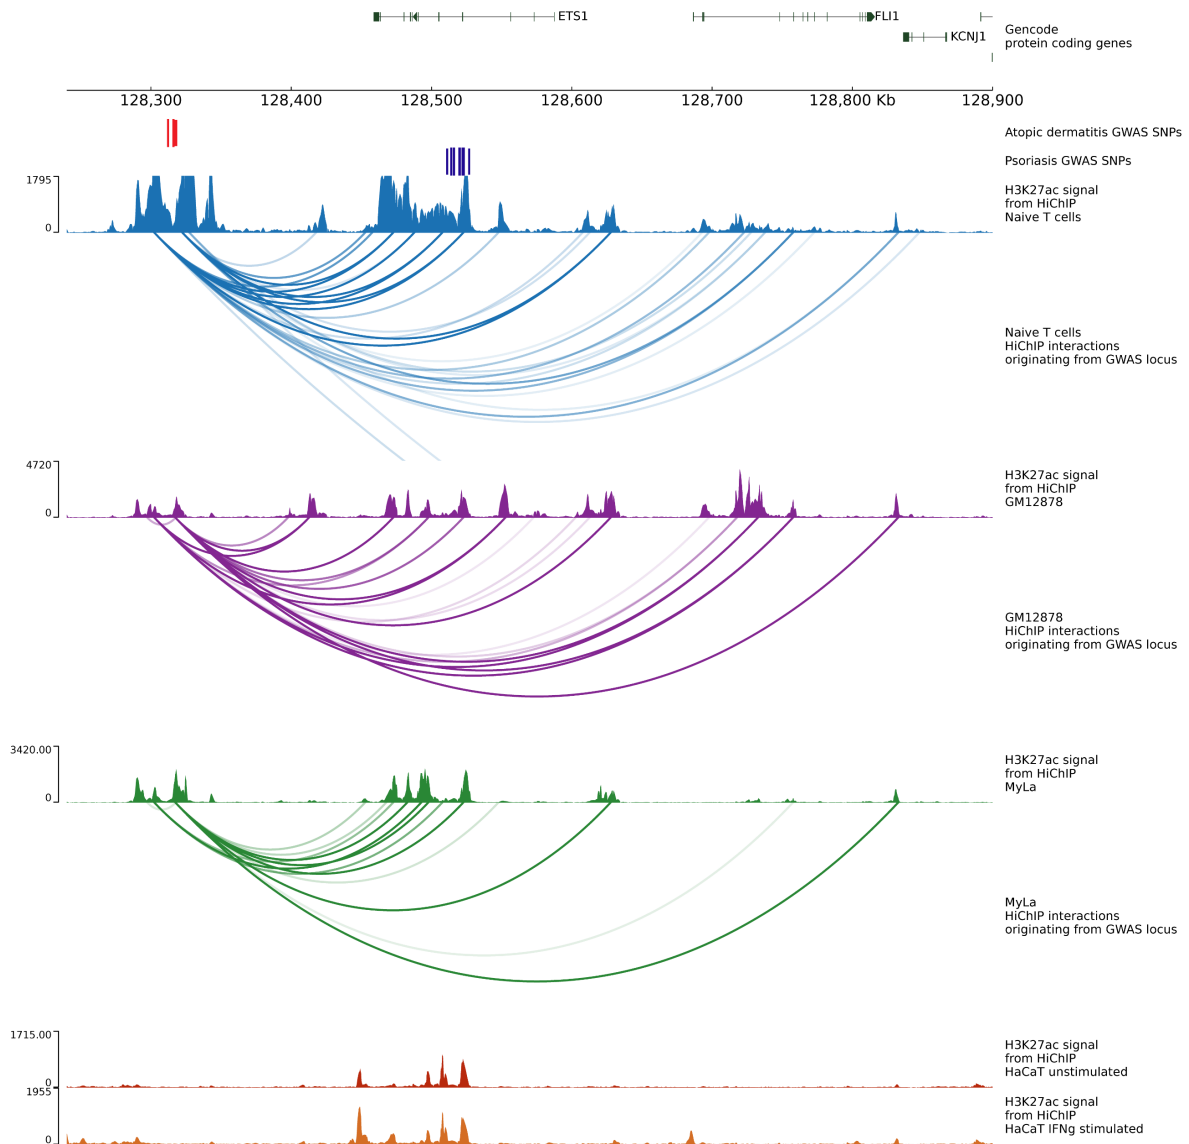 ETS1
FLI1
KCNJ1
Gencode
protein coding genes
128,300
128,400
128,500
128,600
128,700
128,800 Kb
128,900
Atopic dermatitis GWAS SNPs
Psoriasis GWAS SNPs
1795
0
H3K27ac signal
from HiChIP
Naive T cells
Naive T cells
HiChIP interactions
originating from GWAS locus
4720
0
H3K27ac signal
from HiChIP
GM12878
GM12878
HiChIP interactions
originating from GWAS locus
3420.00
0
H3K27ac signal
from HiChIP
MyLa
MyLa
HiChIP interactions
originating from GWAS locus
1715.00
0
H3K27ac signal
from HiChIP
HaCaT unstimulated
1955
0
H3K27ac signal
from HiChIP
HaCaT IFNg stimulated